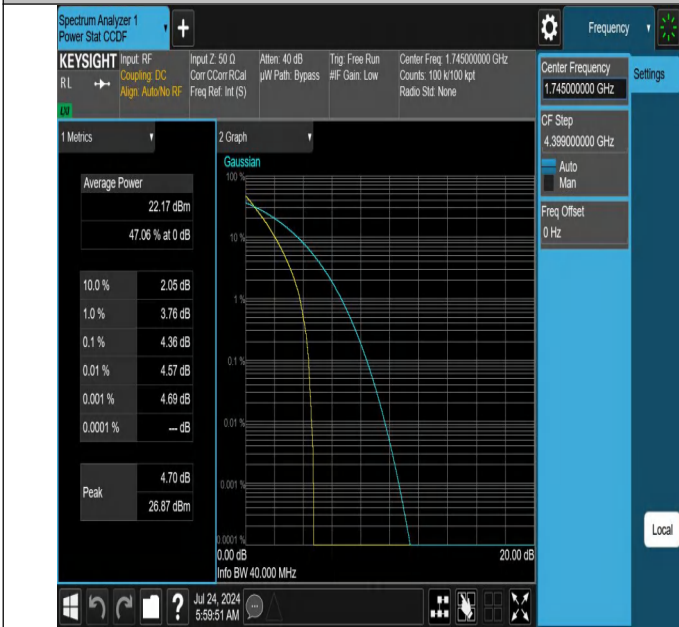 Spectrum Analyzer 1
Power Stat CCDF
+
Frequency
KEYSIGHT
RL
Input: RF
Coupling: DC
Align: Auto/No RF
Input Z: 50 Ω
Corr CCorr RCal
Freq Ref: Int (S)
Atten: 40 dB
µW Path: Bypass
Trig: Free Run
#IF Gain: Low
Center Freq: 1.745000000 GHz
Counts: 100 k/100 kpt
Radio Std: None
LXI
1 Metrics
Average Power
22.17 dBm
47.06 % at 0 dB
10.0 % 2.05 dB
1.0 % 3.76 dB
0.1 % 4.36 dB
0.01 % 4.57 dB
0.001 % 4.69 dB
0.0001 % --- dB
Peak
4.70 dB
26.87 dBm
2 Graph
Gaussian
100 %
10 %
1 %
0.1 %
0.01 %
0.001 %
0.0001 %
0.00 dB 20.00 dB
Info BW 40.000 MHz
Center Frequency
1.745000000 GHz
CF Step
4.399000000 GHz
Auto
Man
Freq Offset
0 Hz
Settings
Local
?
Jul 24, 2024
5:59:51 AM